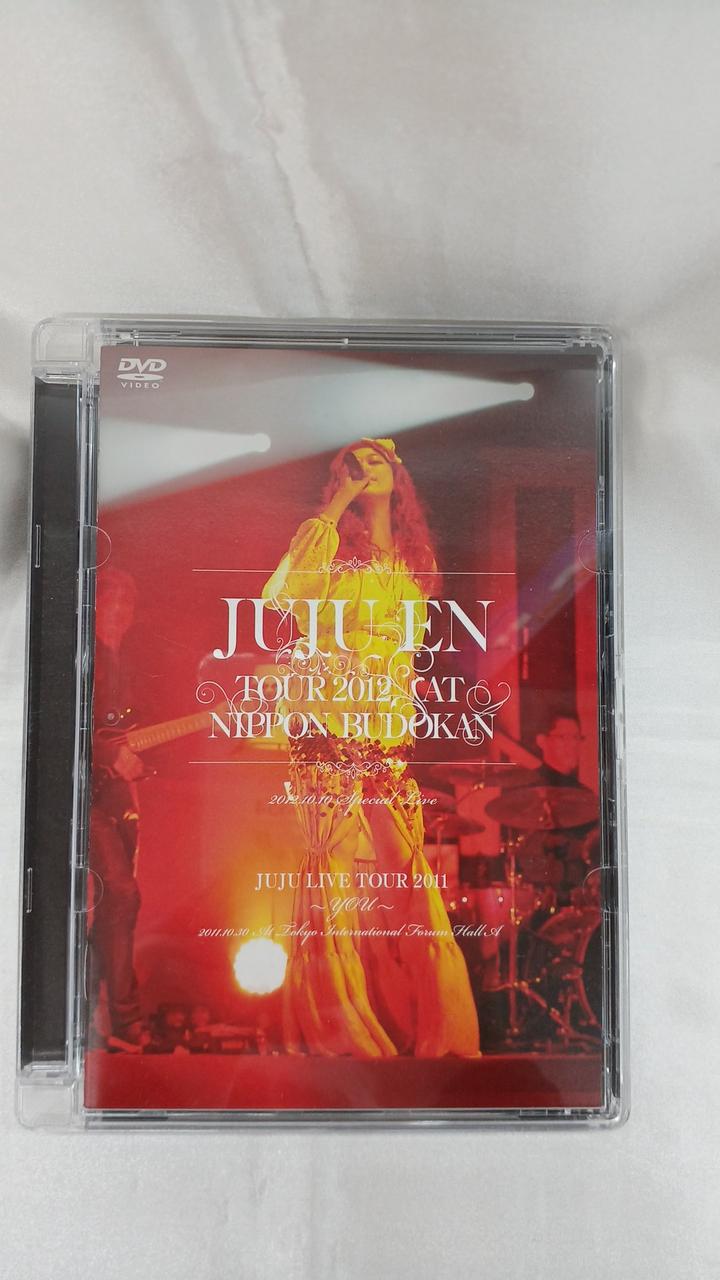 DVD
VIDEO
JUJU EN
TOUR 2012 AT
NIPPON BUDOKAN
2012.10.10 Special Live
JUJU LIVE TOUR 2011
~YOU~
2011.10.30 At Tokyo International Forum Hall A